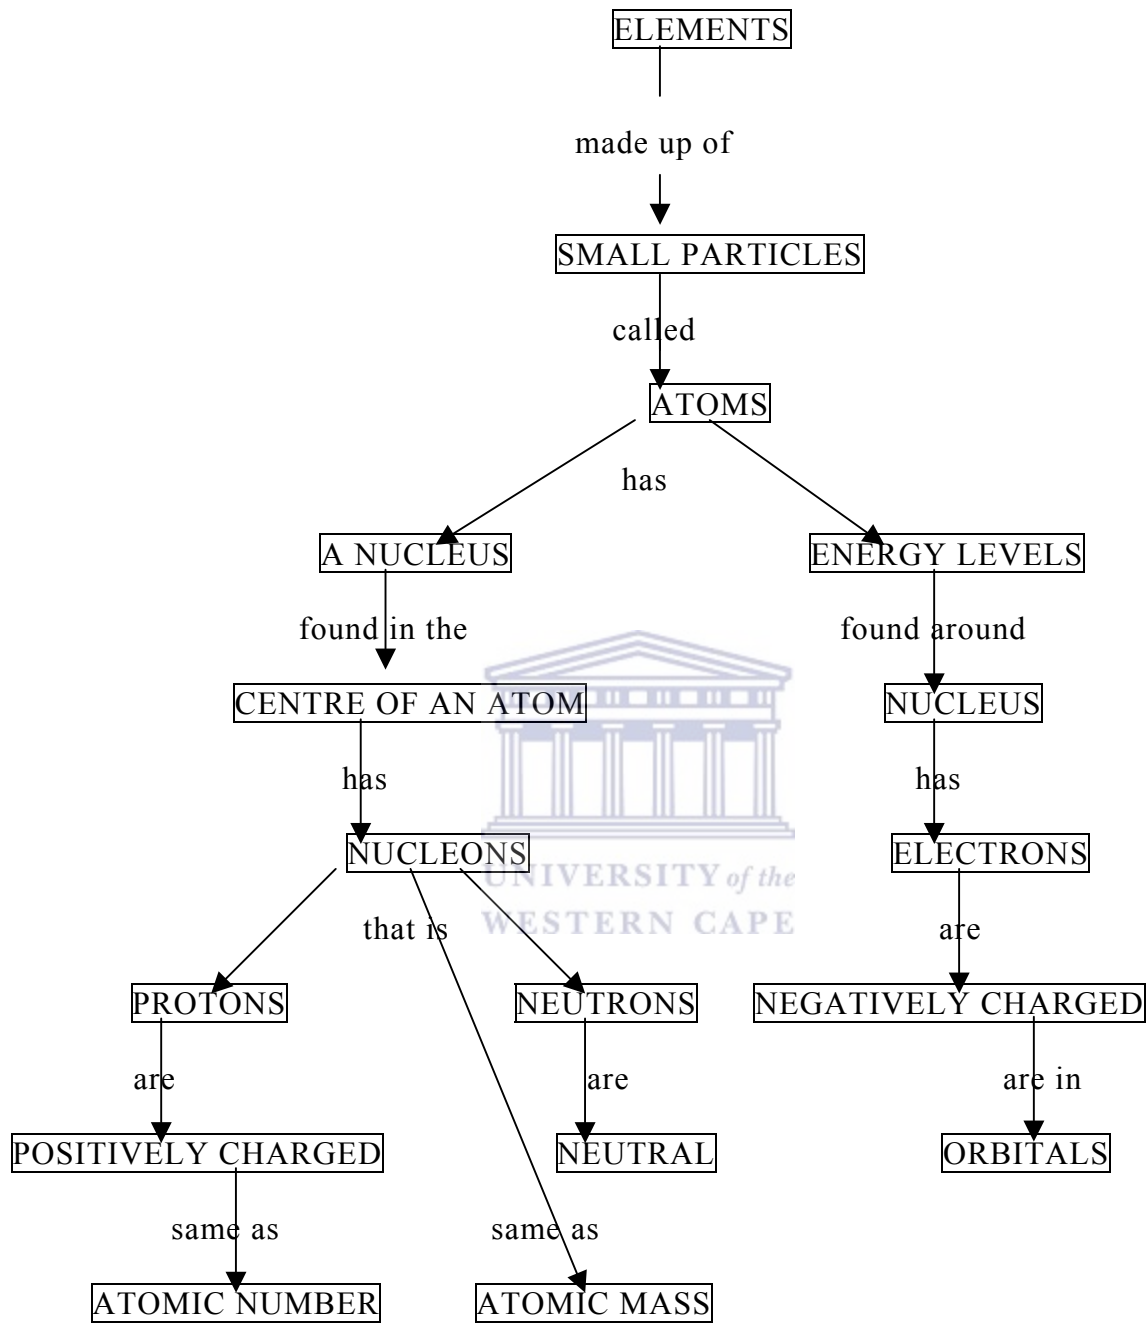 ELEMENTS
made up of
SMALL PARTICLES
called
ATOMS
has
A NUCLEUS
ENERGY LEVELS
found in the
found around
CENTRE OF AN ATOM
NUCLEUS
has
has
NUCLEONS
ELECTRONS
UNIVERSITY of the
WESTERN CAPE
that is
are
PROTONS
NEUTRONS
NEGATIVELY CHARGED
are
are
are in
POSITIVELY CHARGED
NEUTRAL
ORBITALS
same as
same as
ATOMIC NUMBER
ATOMIC MASS